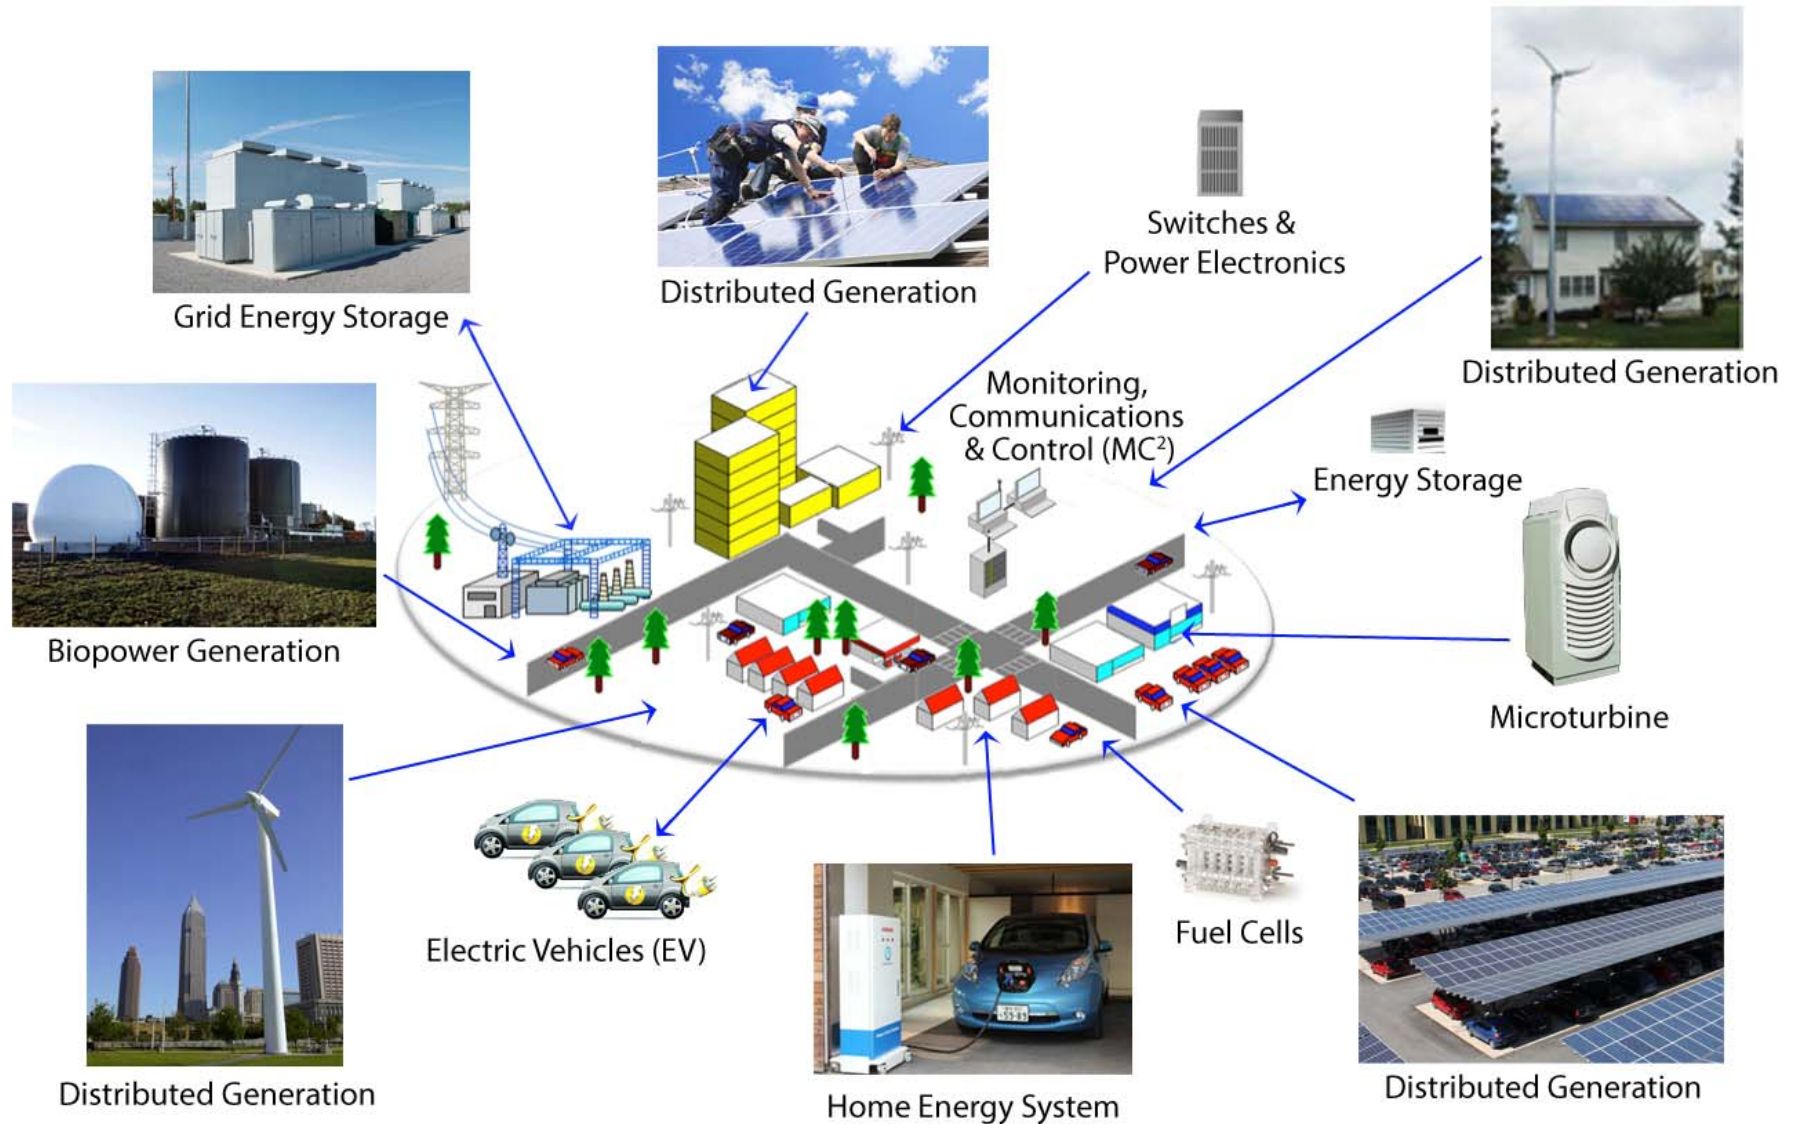 Switches &
Power Electronics
Distributed Generation
Grid Energy Storage
Distributed Generation
Monitoring,
Communications
& Control (MC²)
Energy Storage
Biopower Generation
Microturbine
Fuel Cells
Electric Vehicles (EV)
Distributed Generation
Home Energy System
Distributed Generation